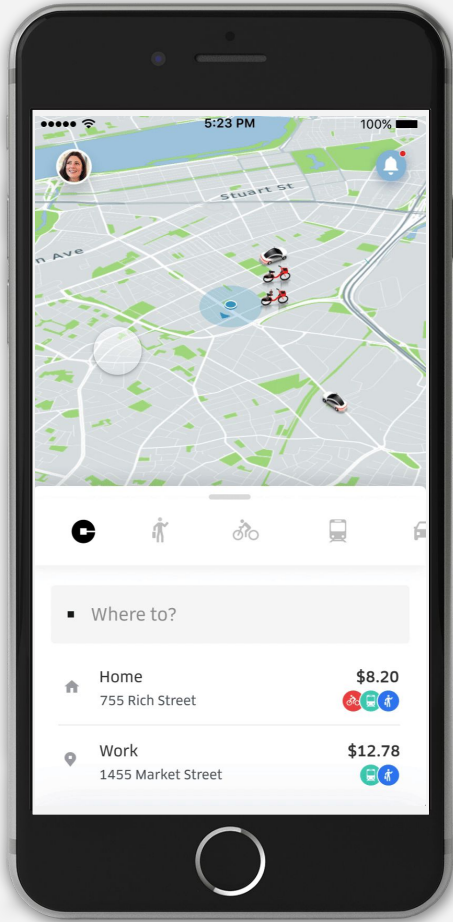 5:23 PM
100%
Stuart St
n Ave
Where to?
Home
$8.20
755 Rich Street
Work
$12.78
1455 Market Street